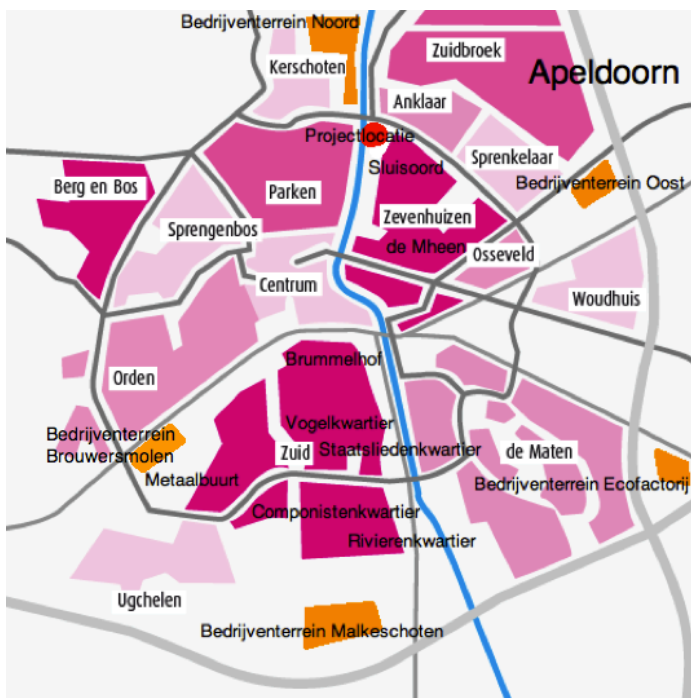 Bedrijventerrein Noord
Zuidbroek
Kerschoten
Apeldoorn
Anklaar
Projectlocatie
Sprenkelaar
Sluisoord
Bedrijventerrein Oost
Berg en Bos
Parken
Zevenhuizen
Sprengenbos
de Mheen
Osseveld
Centrum
Woudhuis
Brummelhof
Orden
Vogelkwartier
Bedrijventerrein
Brouwersmolen
Zuid
Staatsliedenkwartier
de Maten
Metaalbuurt
Bedrijventerrein Ecofactorij
Componistenkwartier
Rivierenkwartier
Ugchelen
Bedrijventerrein Malkeschoten